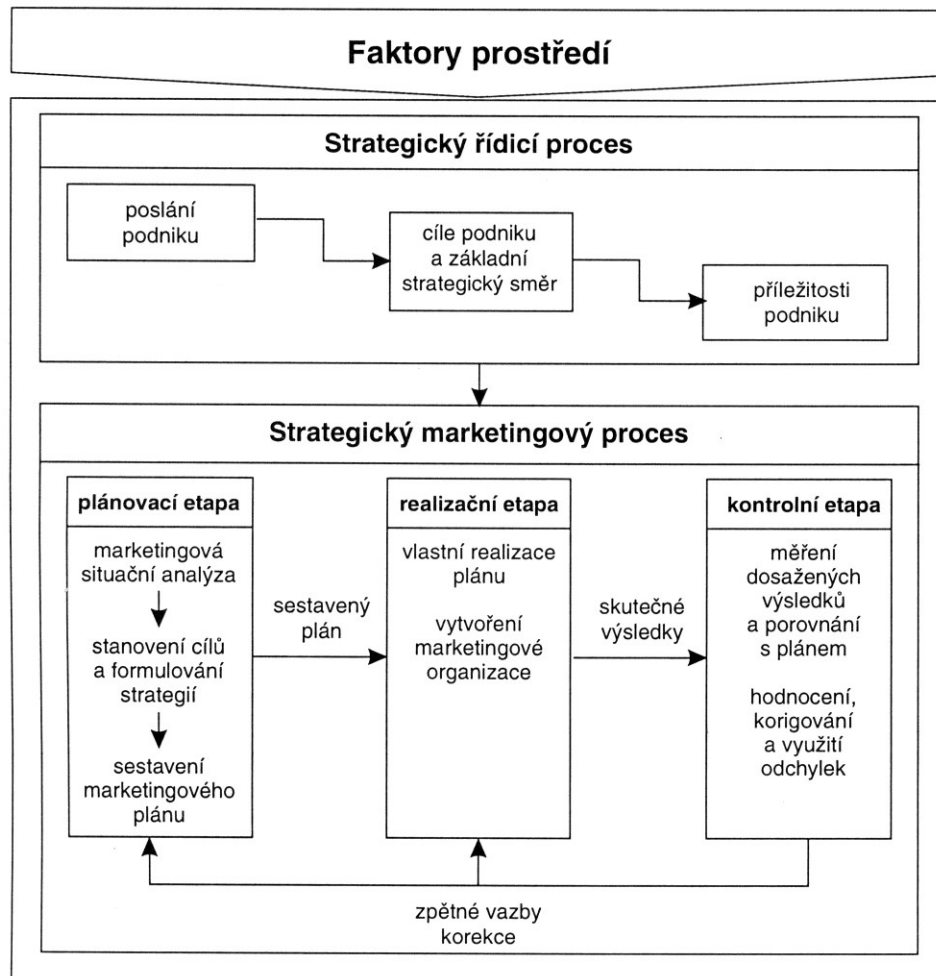 Faktory prostředí
Strategický řídicí proces
poslání
podniku
cíle podniku
a základní
strategický směr
příležitosti
podniku
Strategický marketingový proces
plánovací etapa
marketingová
situační analýza
stanovení cílů
a formulování
strategií
sestavení
marketingového
plánu
sestavený
plán
realizační etapa
vlastní realizace
plánu
vytvoření
marketingové
organizace
skutečné
výsledky
kontrolní etapa
měření
dosažených
výsledků
a porovnání
s plánem
hodnocení,
korigování
a využití
odchylek
zpětné vazby
korekce